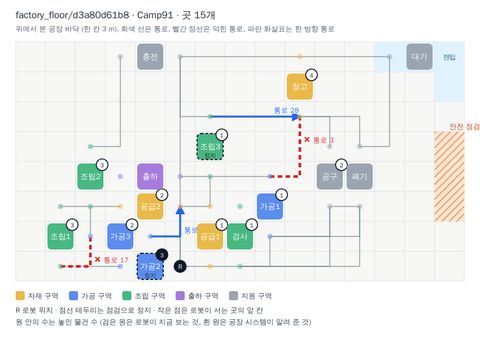 factory_floor/d3a80d61b8 · Camp91 · 곳 15개
위에서 본 공장 바닥 (한 칸 3 m). 회색 선은 통로, 빨간 점선은 막힌 통로, 파란 화살표는 한 방향 통로
충전
대기
전립
4
창고
통로 28
안전 점검
1
통로 3
조립3
3
2
조립2
출하
공구
폐기
2
1
공급2
가공1
3
2
1
1
조립1
가공3
통로
공급1
검사
3
통로 17
가공2
R
자재 구역
가공 구역
조립 구역
출하 구역
지원 구역
R 로봇 위치 · 점선 테두리는 점검으로 정지 · 작은 점은 로봇이 서는 곳의 앞 칸
원 안의 수는 놓인 물건 수 (검은 원은 로봇이 지금 보는 것, 흰 원은 공장 시스템이 알려 준 것)